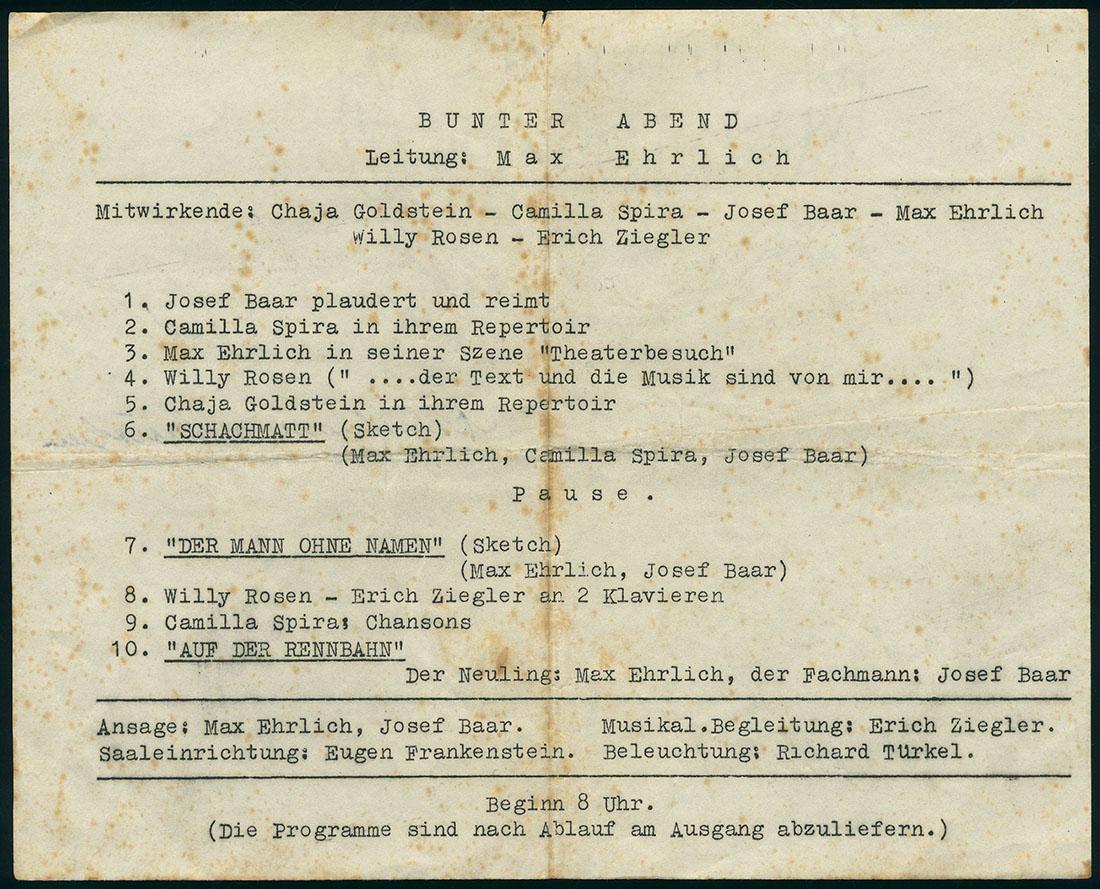 BUNTER ABEND
Leitung: Max Ehrlich
Mitwirkende: Chaja Goldstein - Camilla Spira - Josef Baar - Max Ehrlich
Willy Rosen - Erich Ziegler
1. Josef Baar plaudert und reimt
2. Camilla Spira in ihrem Repertoir
3. Max Ehrlich in seiner Szene "Theaterbesuch"
4. Willy Rosen (" ....der Text und die Musik sind von mir.... ")
5. Chaja Goldstein in ihrem Repertoir
6. "SCHACHMATT" (Sketch)
(Max Ehrlich, Camilla Spira, Josef Baar)
Pause.
7. "DER MANN OHNE NAMEN" (Sketch)
(Max Ehrlich, Josef Baar)
8. Willy Rosen - Erich Ziegler an 2 Klavieren
9. Camilla Spira: Chansons
10. "AUF DER RENNBAHN"
Der Neuling: Max Ehrlich, der Fachmann: Josef Baar
Ansage: Max Ehrlich, Josef Baar. Musikal.Begleitung: Erich Ziegler.
Saaleinrichtung: Eugen Frankenstein. Beleuchtung: Richard Türkel.
Beginn 8 Uhr.
(Die Programme sind nach Ablauf am Ausgang abzuliefern.)